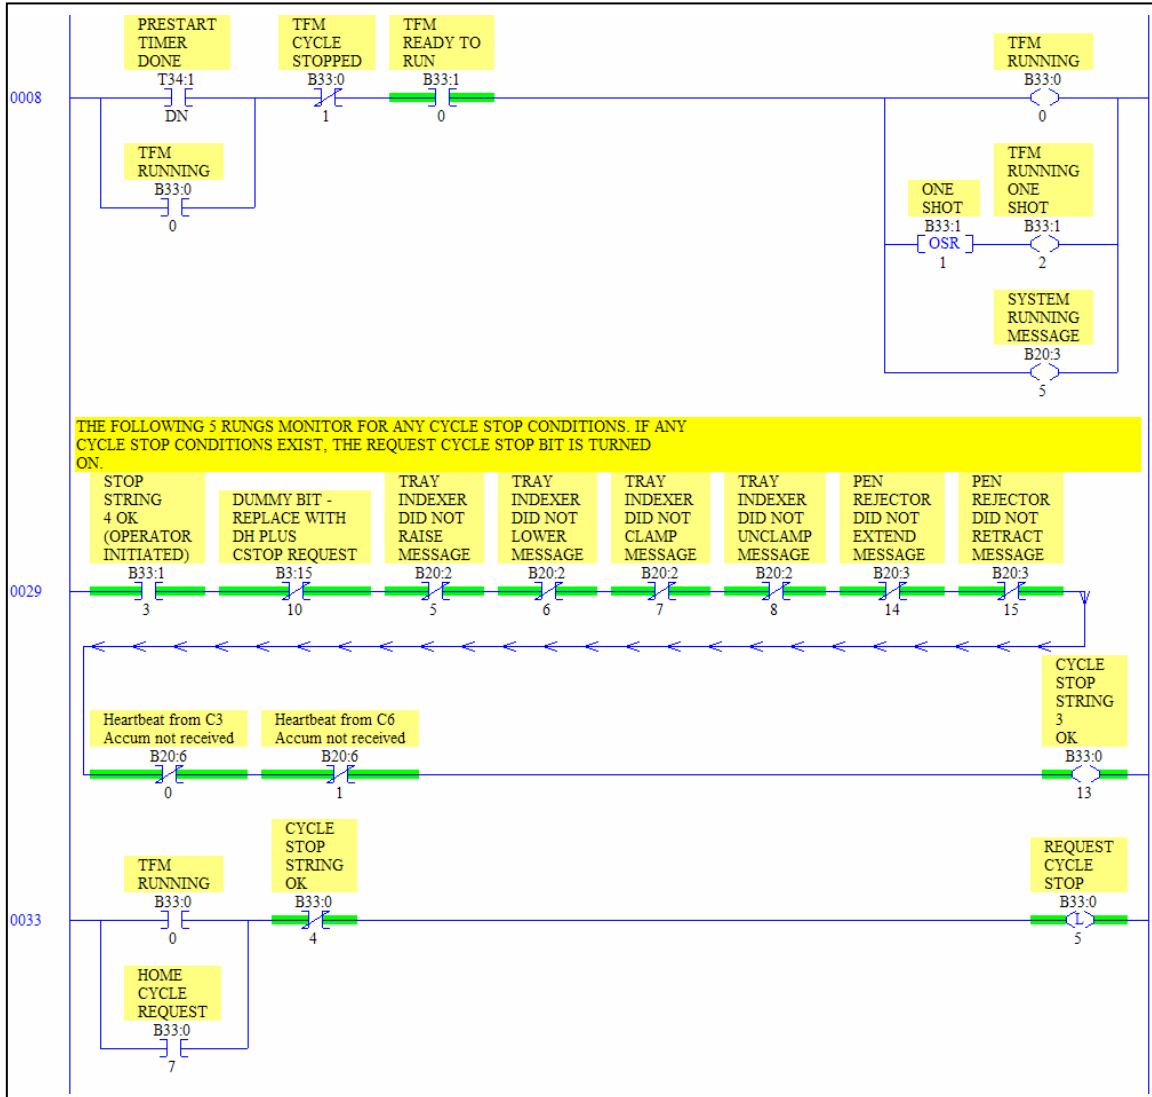 PRESTART
TIMER
DONE
T34:1
DN
TFM
CYCLE
STOPPED
B33:0
1
TFM
READY TO
RUN
B33:1
0
TFM
RUNNING
B33:0
0
0008
TFM
RUNNING
B33:0
0
ONE
SHOT
B33:1
OSR
1
TFM
RUNNING
ONE
SHOT
B33:1
2
SYSTEM
RUNNING
MESSAGE
B20:3
5
THE FOLLOWING 5 RUNGS MONITOR FOR ANY CYCLE STOP CONDITIONS. IF ANY
CYCLE STOP CONDITIONS EXIST, THE REQUEST CYCLE STOP BIT IS TURNED
ON.
0029
STOP
STRING
4 OK
(OPERATOR
INITIATED)
B33:1
3
DUMMY BIT -
REPLACE WITH
DH PLUS
CSTOP REQUEST
B3:15
10
TRAY
INDEXER
DID NOT
RAISE
MESSAGE
B20:2
5
TRAY
INDEXER
DID NOT
LOWER
MESSAGE
B20:2
6
TRAY
INDEXER
DID NOT
CLAMP
MESSAGE
B20:2
7
TRAY
INDEXER
DID NOT
UNCLAMP
MESSAGE
B20:2
8
PEN
REJECTOR
DID NOT
EXTEND
MESSAGE
B20:3
14
PEN
REJECTOR
DID NOT
RETRACT
MESSAGE
B20:3
15
Heartbeat from C3
Accum not received
B20:6
0
Heartbeat from C6
Accum not received
B20:6
1
CYCLE
STOP
STRING
3
OK
B33:0
13
0033
TFM
RUNNING
B33:0
0
CYCLE
STOP
STRING
OK
B33:0
4
REQUEST
CYCLE
STOP
B33:0
L
5
HOME
CYCLE
REQUEST
B33:0
7